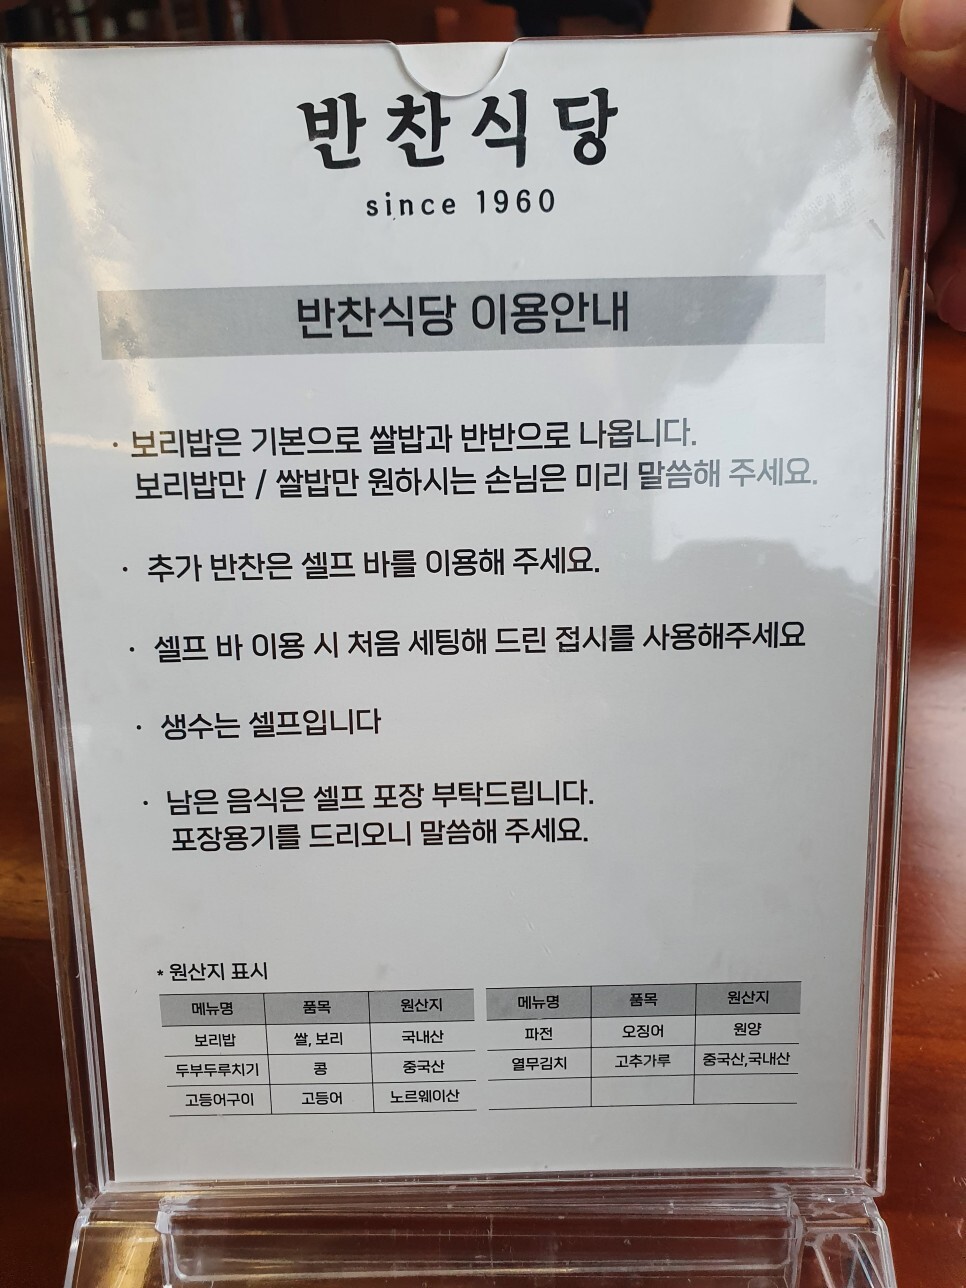 반찬식당
since 1960
반찬식당 이용안내
· 보리밥은 기본으로 쌀밥과 반반으로 나옵니다.
보리밥만 / 쌀밥만 원하시는 손님은 미리 말씀해 주세요.
· 추가 반찬은 셀프 바를 이용해 주세요.
· 셀프 바 이용 시 처음 세팅해 드린 접시를 사용해주세요
· 생수는 셀프입니다
· 남은 음식은 셀프 포장 부탁드립니다.
포장용기를 드리오니 말씀해 주세요.
* 원산지 표시
메뉴명 품목 원산지
보리밥 쌀, 보리 국내산
두부두루치기 콩 중국산
고등어구이 고등어 노르웨이산
메뉴명 품목 원산지
파전 오징어 원양
열무김치 고추가루 중국산,국내산